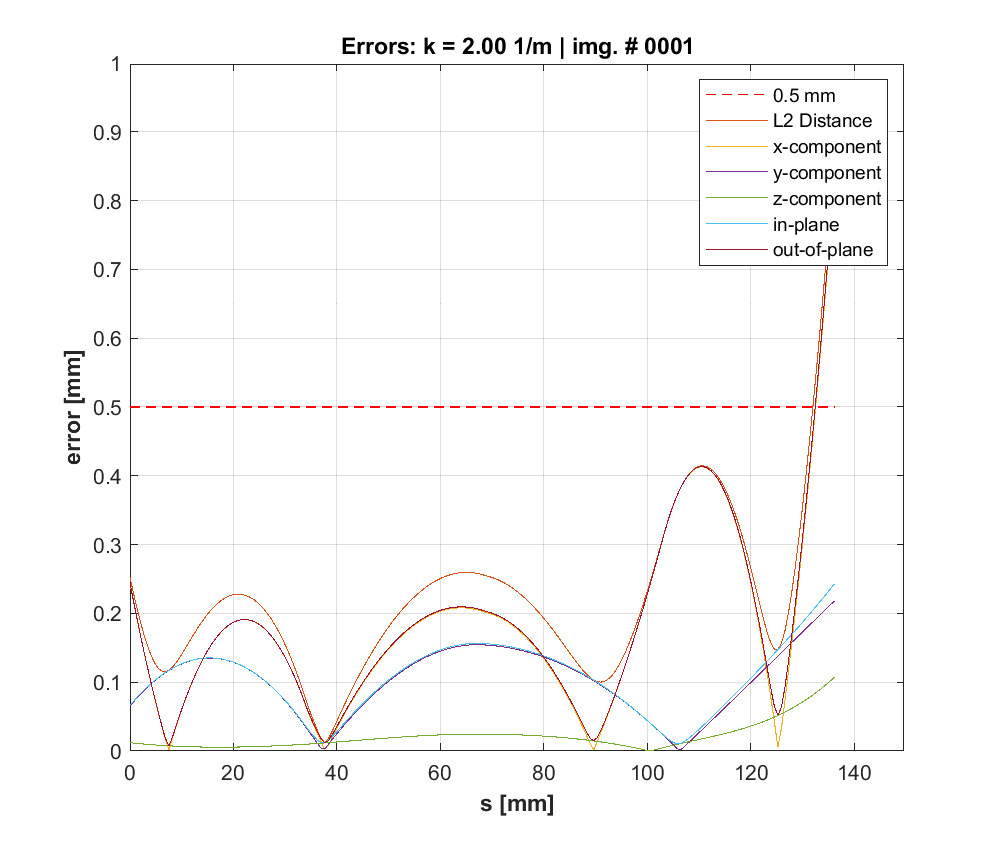 Errors: k = 2.00 1/m | img. # 0001
1
0.9
0.8
0.7
0.6
0.5
0.4
0.3
0.2
0.1
0
error [mm]
0.5 mm
L2 Distance
x-component
y-component
z-component
in-plane
out-of-plane
0 20 40 60 80 100 120 140
s [mm]